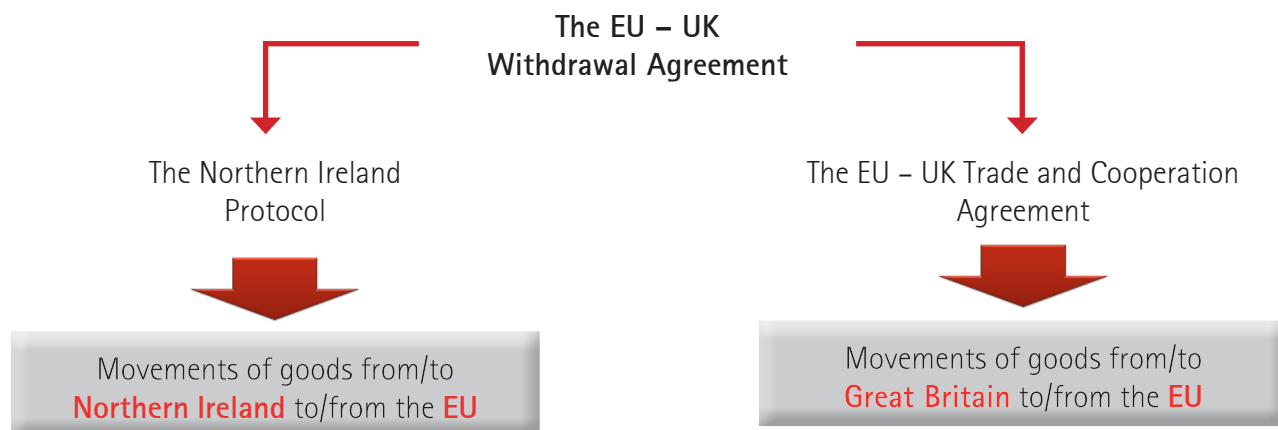 The EU – UK
Withdrawal Agreement
The Northern Ireland
Protocol
Movements of goods from/to
Northern Ireland to/from the EU
The EU – UK Trade and Cooperation
Agreement
Movements of goods from/to
Great Britain to/from the EU